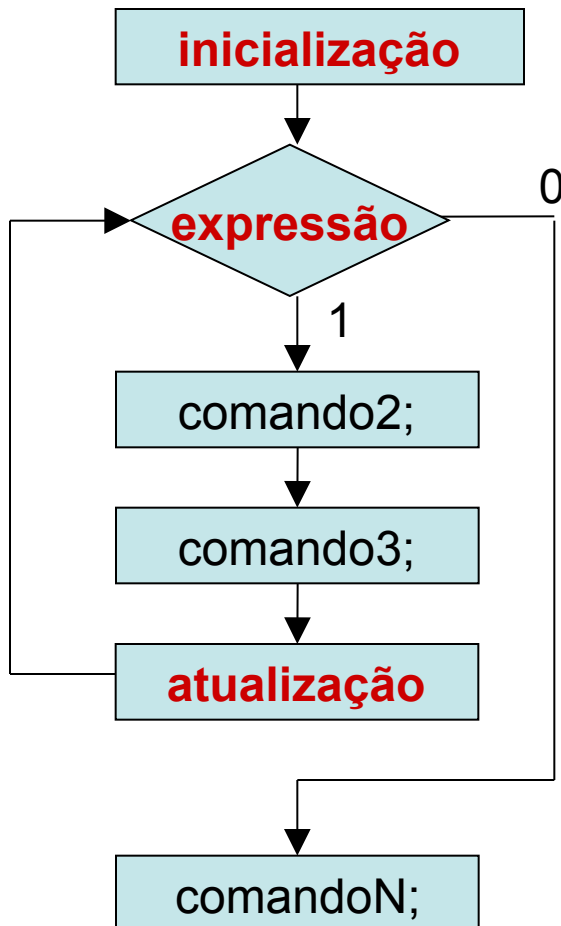 inicialização
0
expressão
1
comando2;
comando3;
atualização
comandoN;